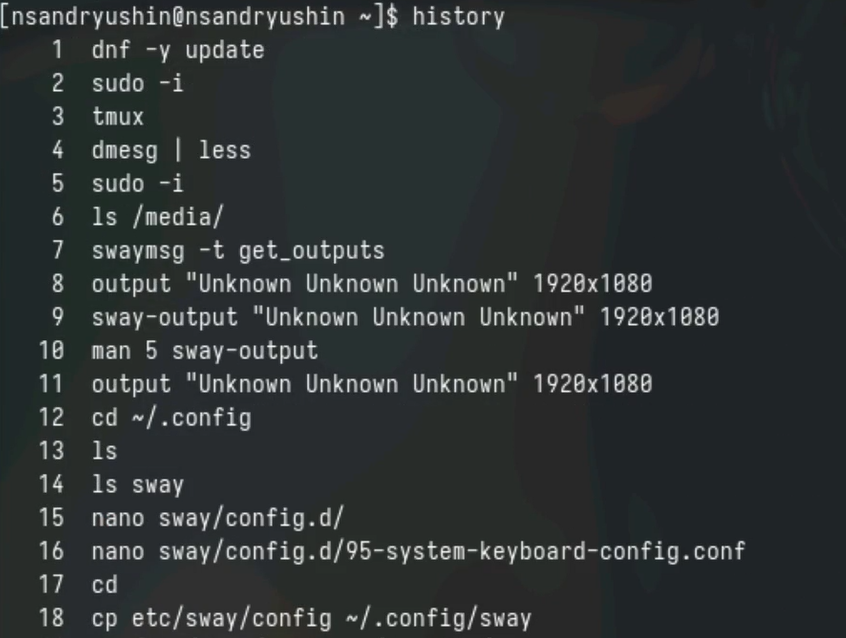 [nsandryushin@nsandryushin ~]$ history
1 dnf -y update
2 sudo -i
3 tmux
4 dmesg | less
5 sudo -i
6 ls /media/
7 swaymsg -t get_outputs
8 output "Unknown Unknown Unknown" 1920x1080
9 sway-output "Unknown Unknown Unknown" 1920x1080
10 man 5 sway-output
11 output "Unknown Unknown Unknown" 1920x1080
12 cd ~/.config
13 ls
14 ls sway
15 nano sway/config.d/
16 nano sway/config.d/95-system-keyboard-config.conf
17 cd
18 cp etc/sway/config ~/.config/sway